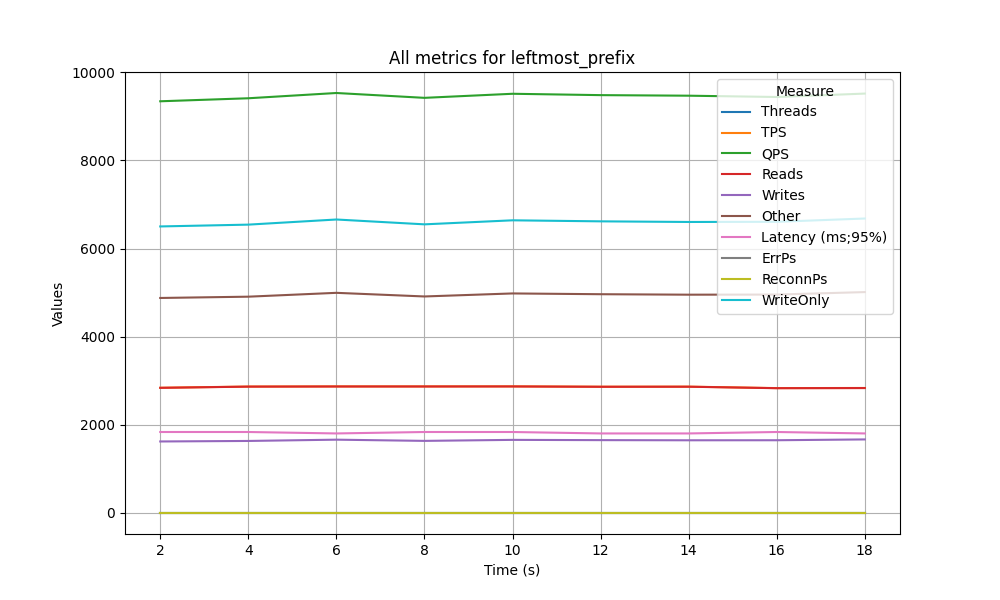 All metrics for leftmost_prefix
Values
10000
8000
6000
4000
2000
0
2 4 6 8 10 12 14 16 18
Time (s)
Measure
Threads
TPS
QPS
Reads
Writes
Other
Latency (ms;95%)
ErrPs
ReconnPs
WriteOnly